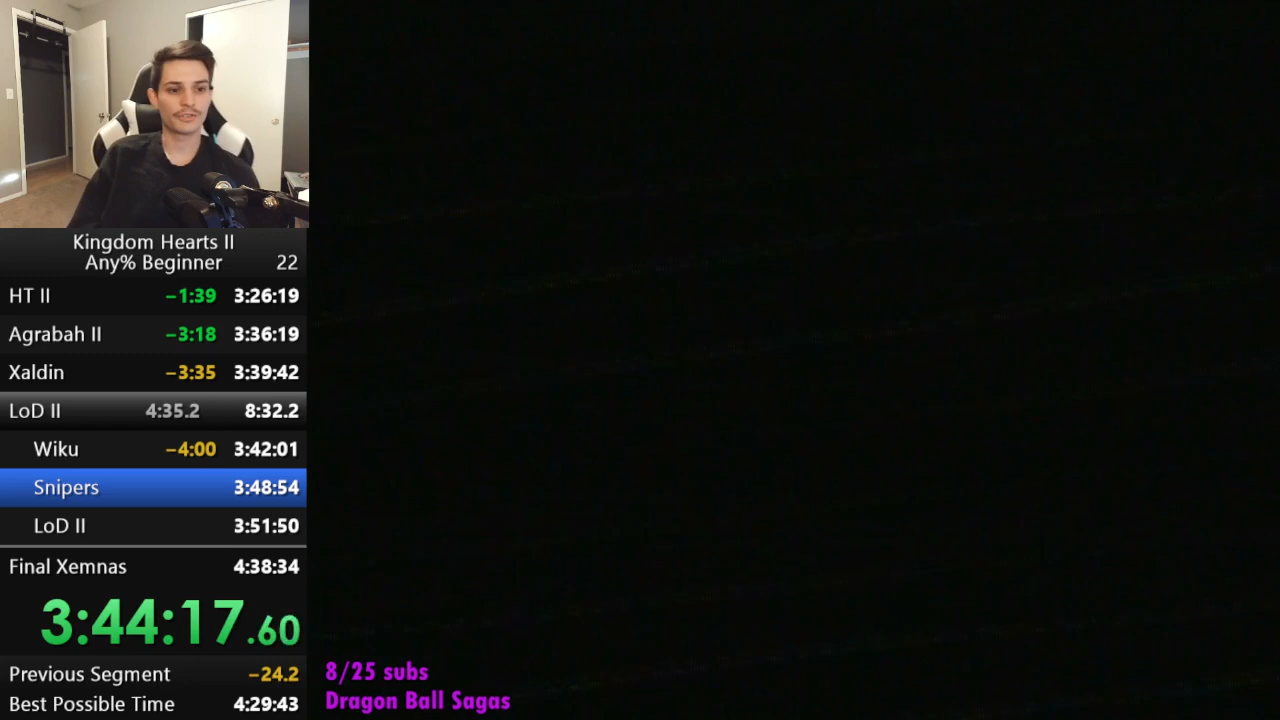 Kingdom Hearts II
Any% Beginner 22
HT II −1:39 3:26:19
Agrabah II −3:18 3:36:19
Xaldin −3:35 3:39:42
LoD II 4:35.2 8:32.2
Wiku −4:00 3:42:01
Snipers 3:48:54
LoD II 3:51:50
Final Xemnas 4:38:34
3:44:17.60
Previous Segment −24.2
Best Possible Time 4:29:43
8/25 subs
Dragon Ball Sagas